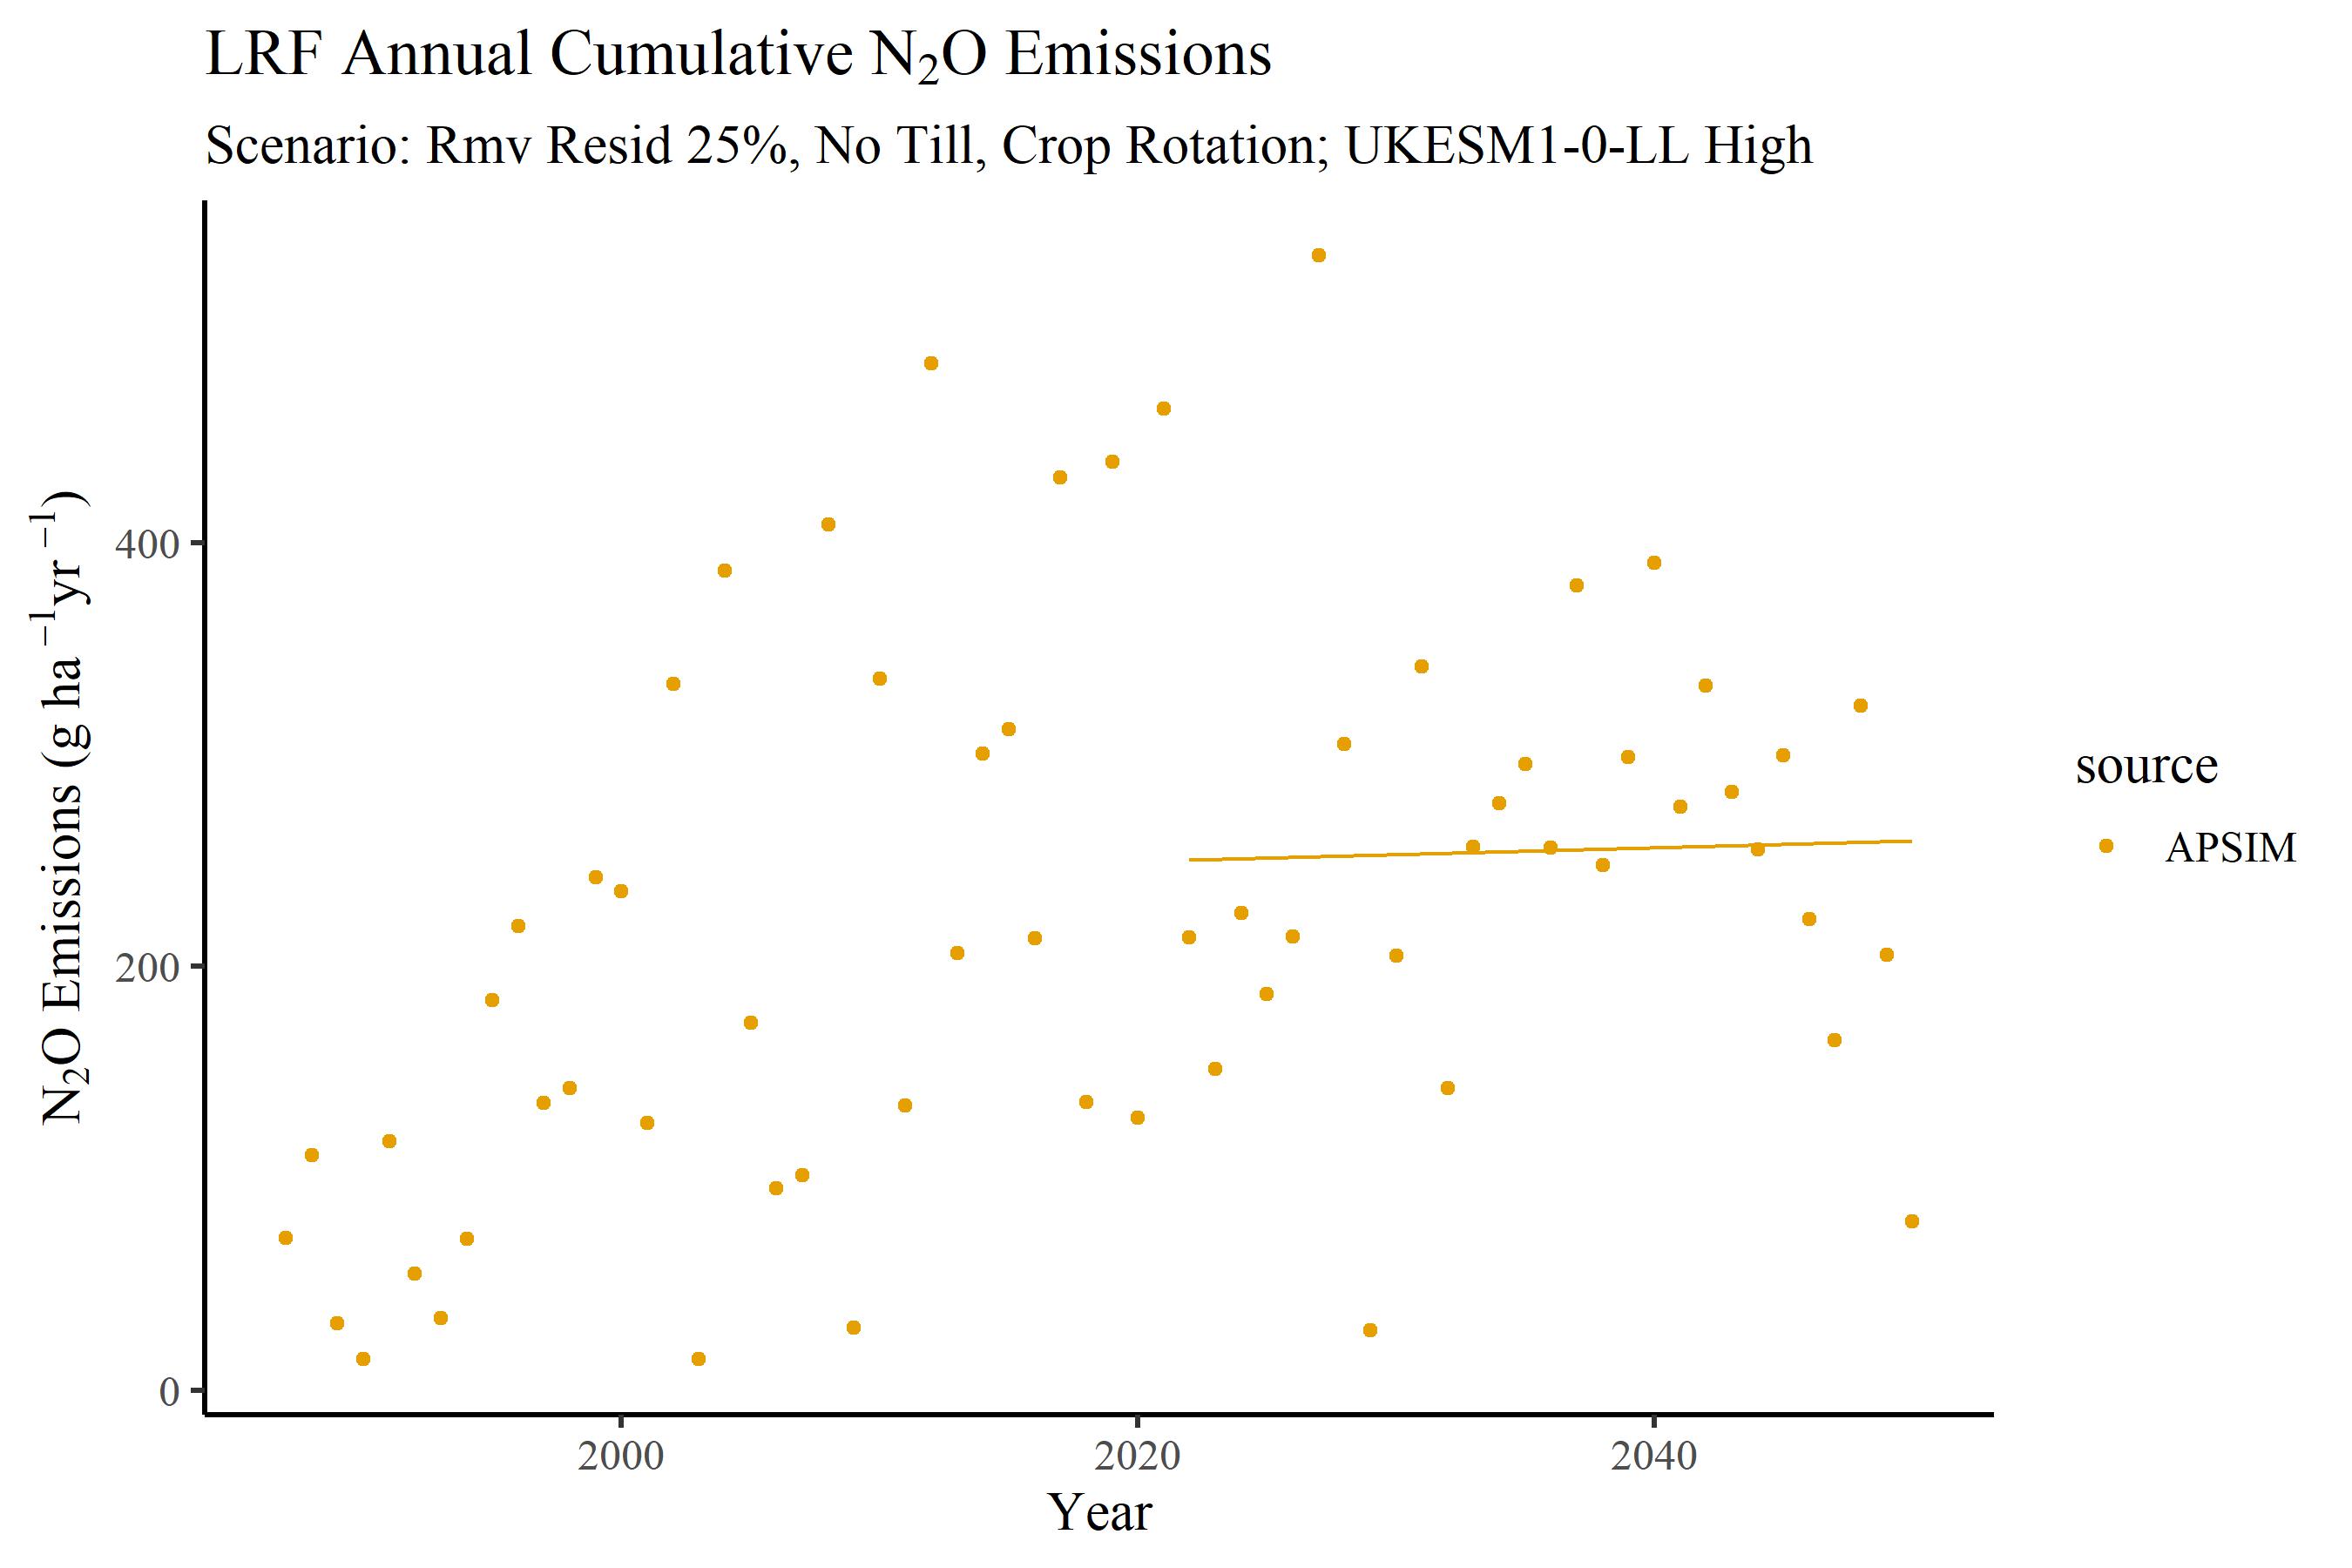 LRF Annual Cumulative N₂O Emissions
Scenario: Rmv Resid 25%, No Till, Crop Rotation; UKESM1-0-LL High
N₂O Emissions (g ha ⁻¹yr ⁻¹)
400
200
0
2000 2020 2040
Year
source
APSIM